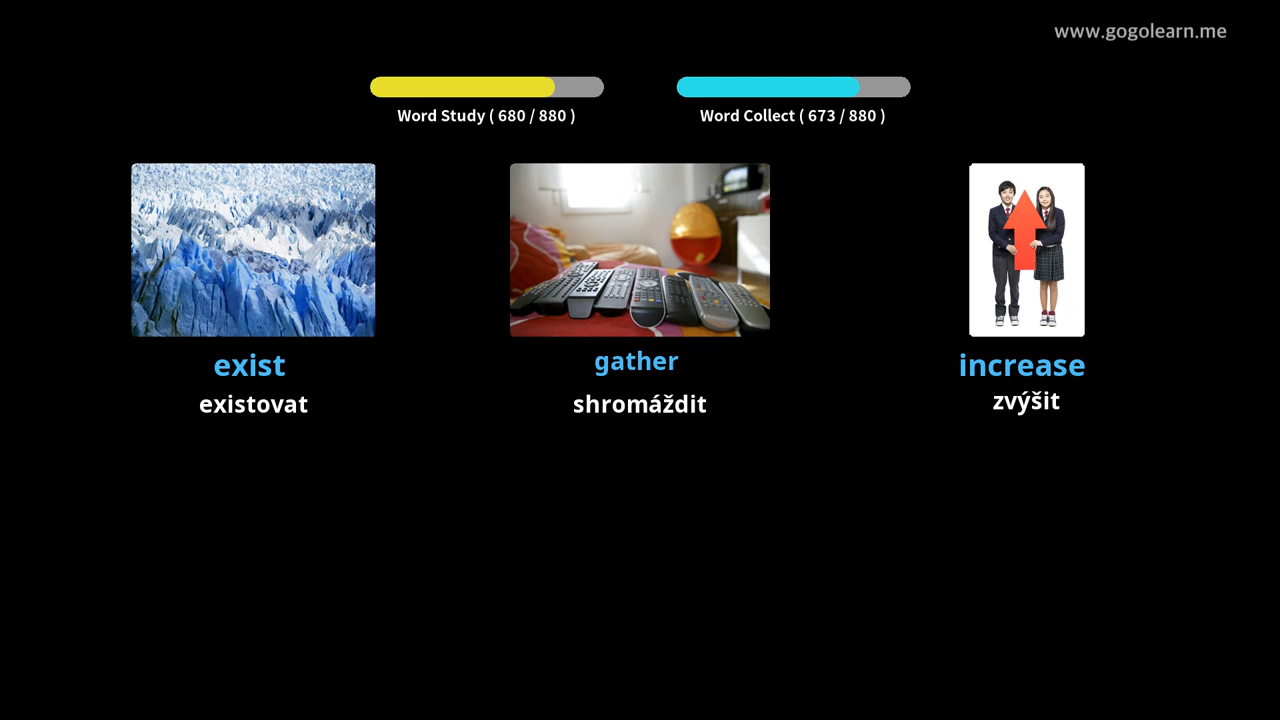 www.gogolearn.me
Word Study ( 680 / 880 )
Word Collect ( 673 / 880 )
exist
gather
increase
existovat
shromáždit
zvýšit